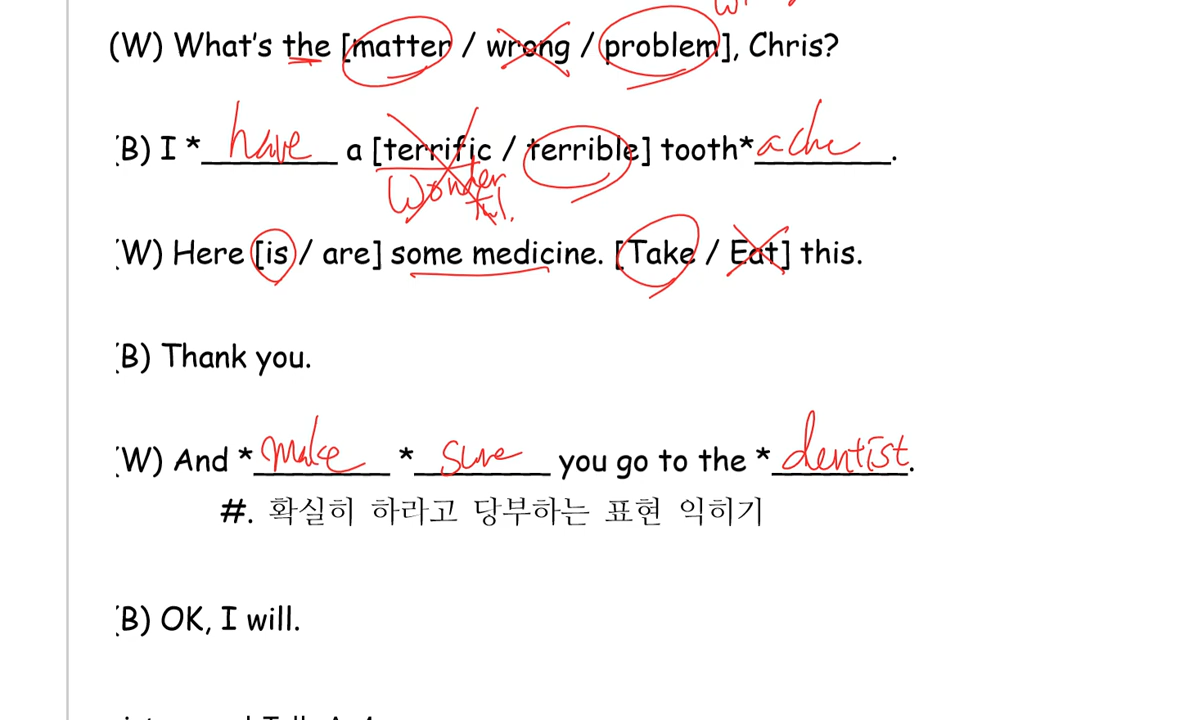 (W) What's the [matter / wrong / problem], Chris?
(B) I * have a [terrific / terrible] tooth* ache.
Wonder
ful.
(W) Here [is / are] some medicine. [Take / Eat] this.
(B) Thank you.
(W) And * make * sure you go to the * dentist.
#. 확실히 하라고 당부하는 표현 익히기
(B) OK, I will.